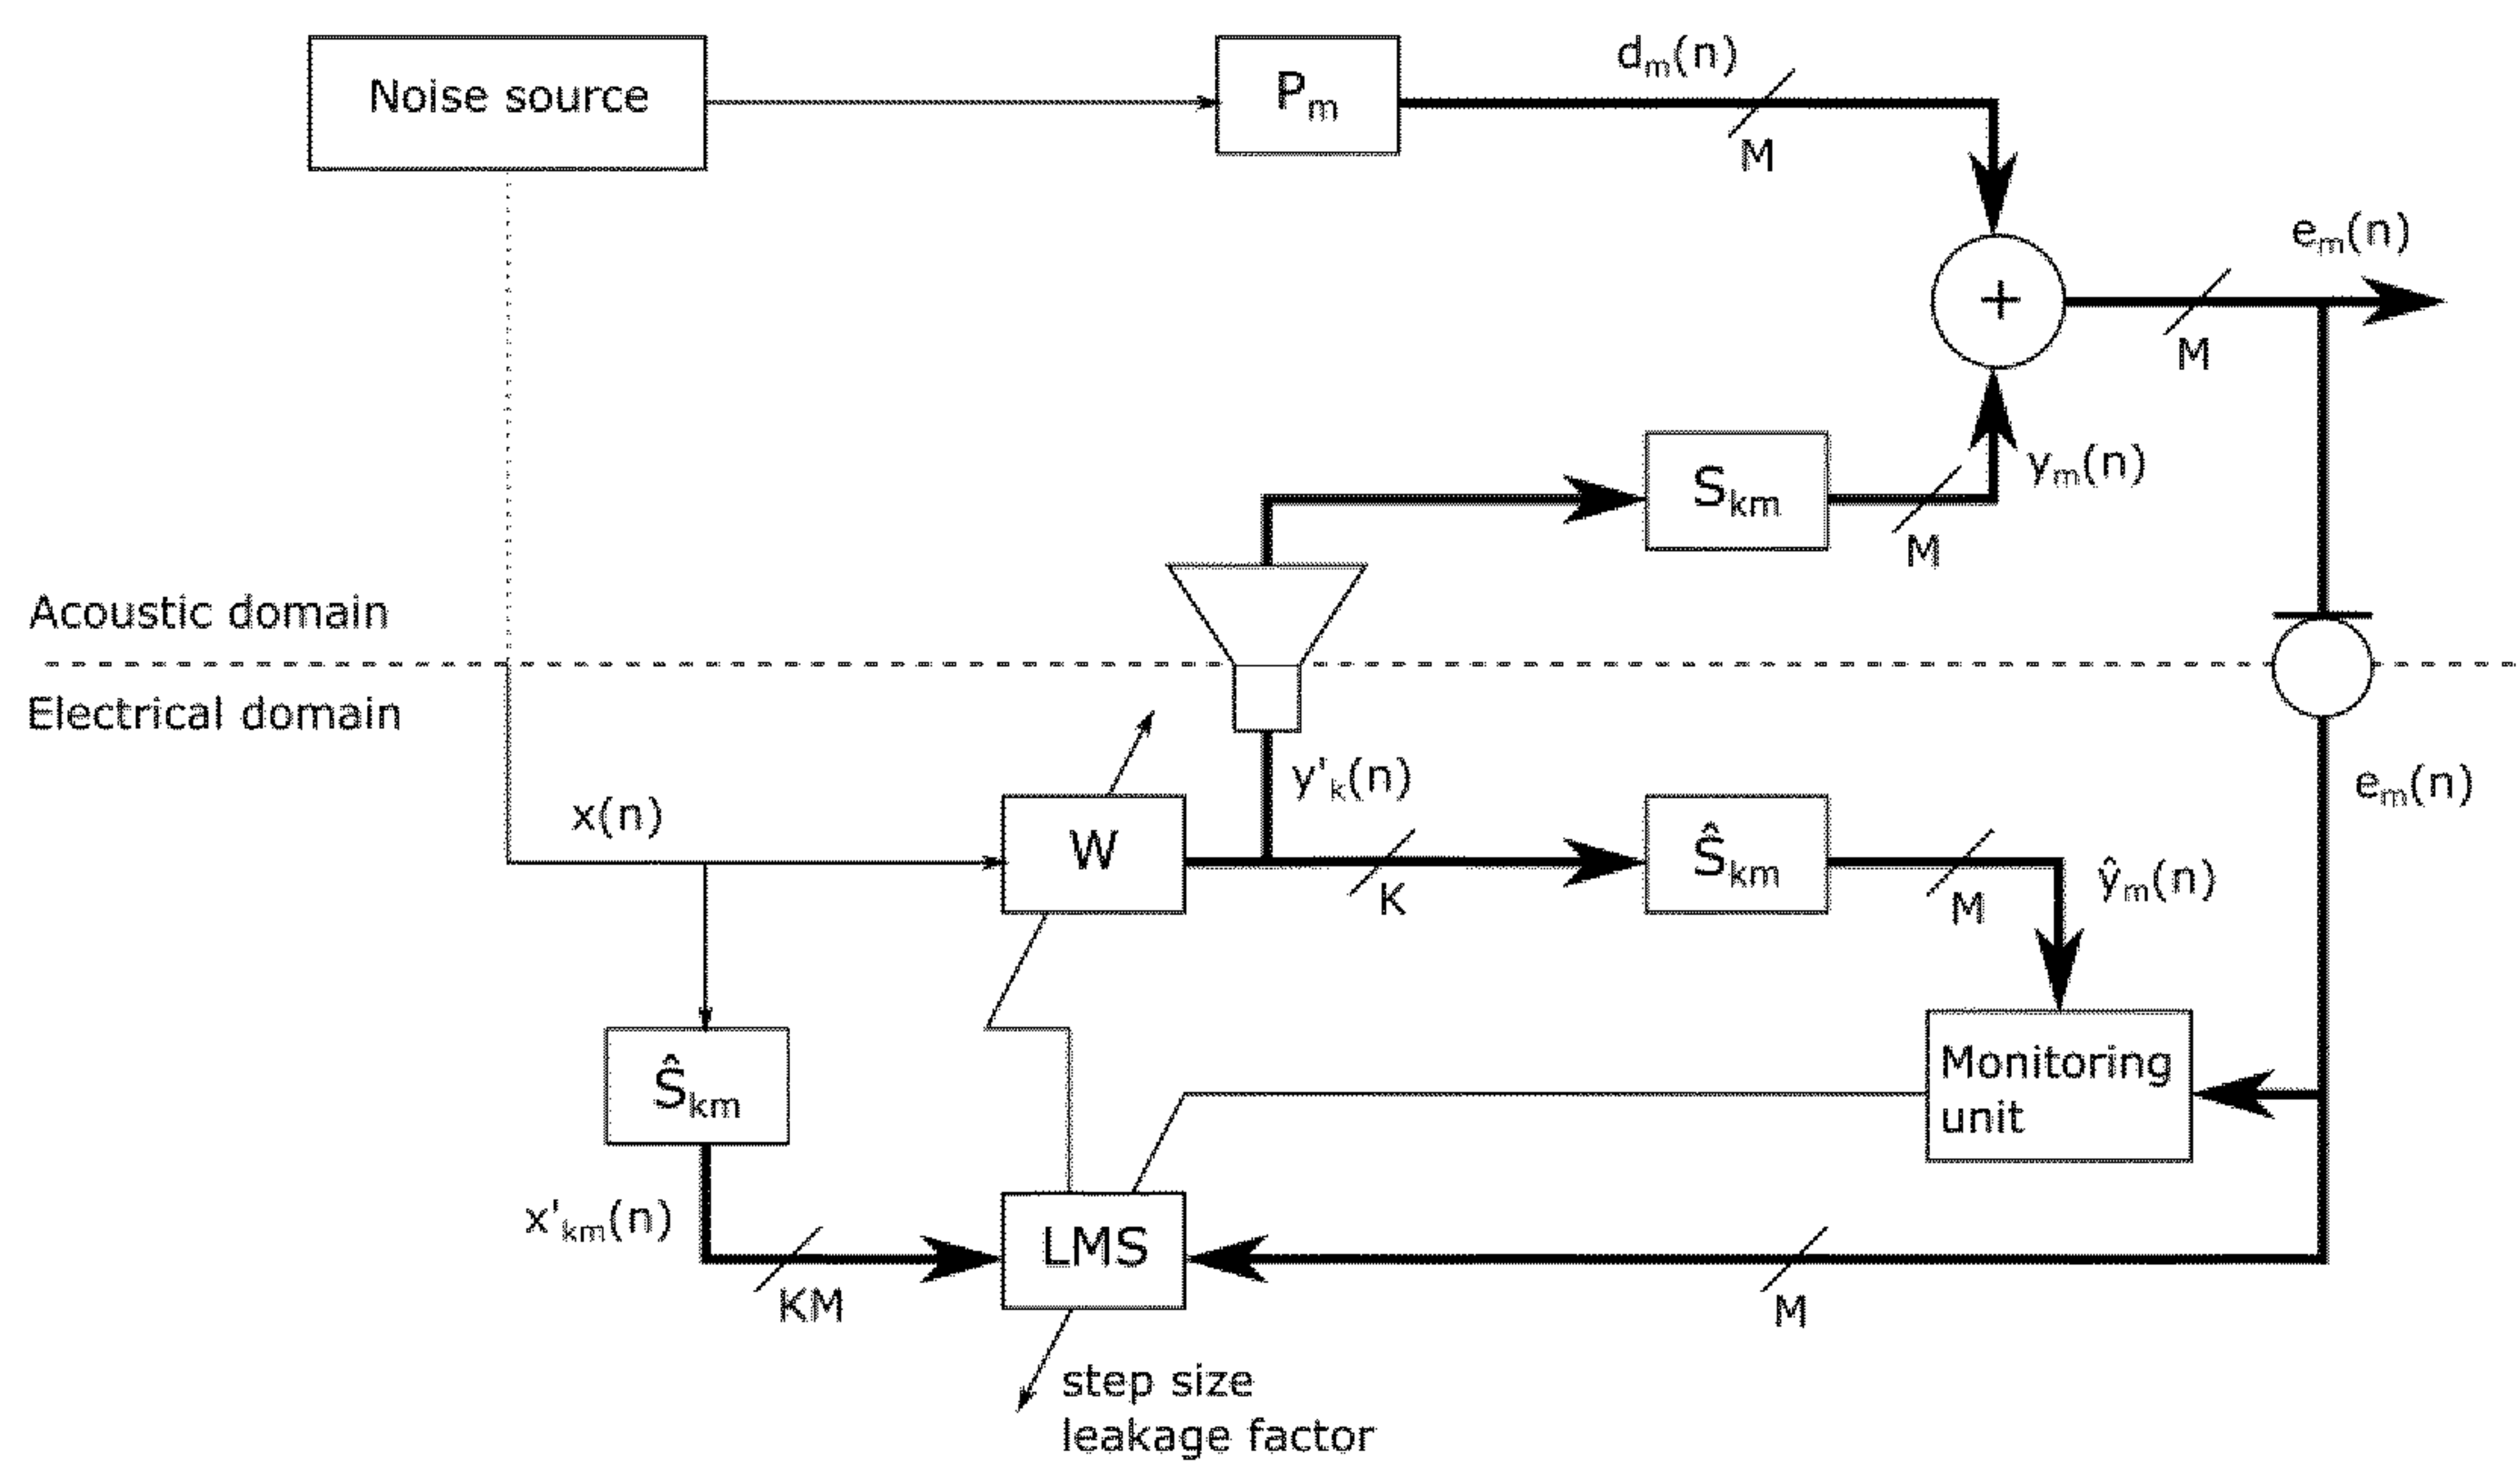 Noise source
Pm
dm(n)
M
em(n)
+
M
Skm
ym(n)
M
Acoustic domain
Electrical domain
y'k(n)
em(n)
x(n)
W
K
Ŝkm
M
ŷm(n)
Ŝkm
Monitoring
unit
x'km(n)
KM
LMS
M
step size
leakage factor